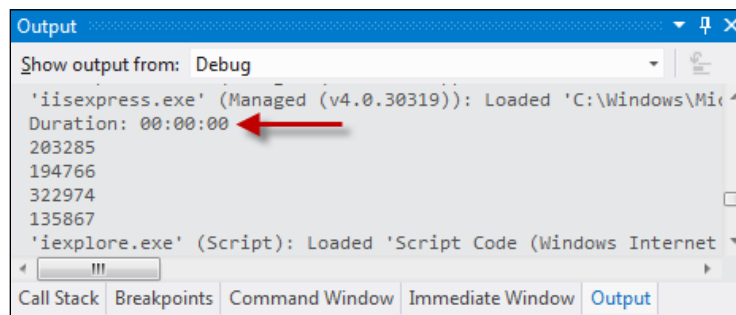 Output
Show output from: Debug
'iisexpress.exe' (Managed (v4.0.30319)): Loaded 'C:\Windows\Mic
Duration: 00:00:00
203285
194766
322974
135867
'iexplore.exe' (Script): Loaded 'Script Code (Windows Internet
Call Stack Breakpoints Command Window Immediate Window Output